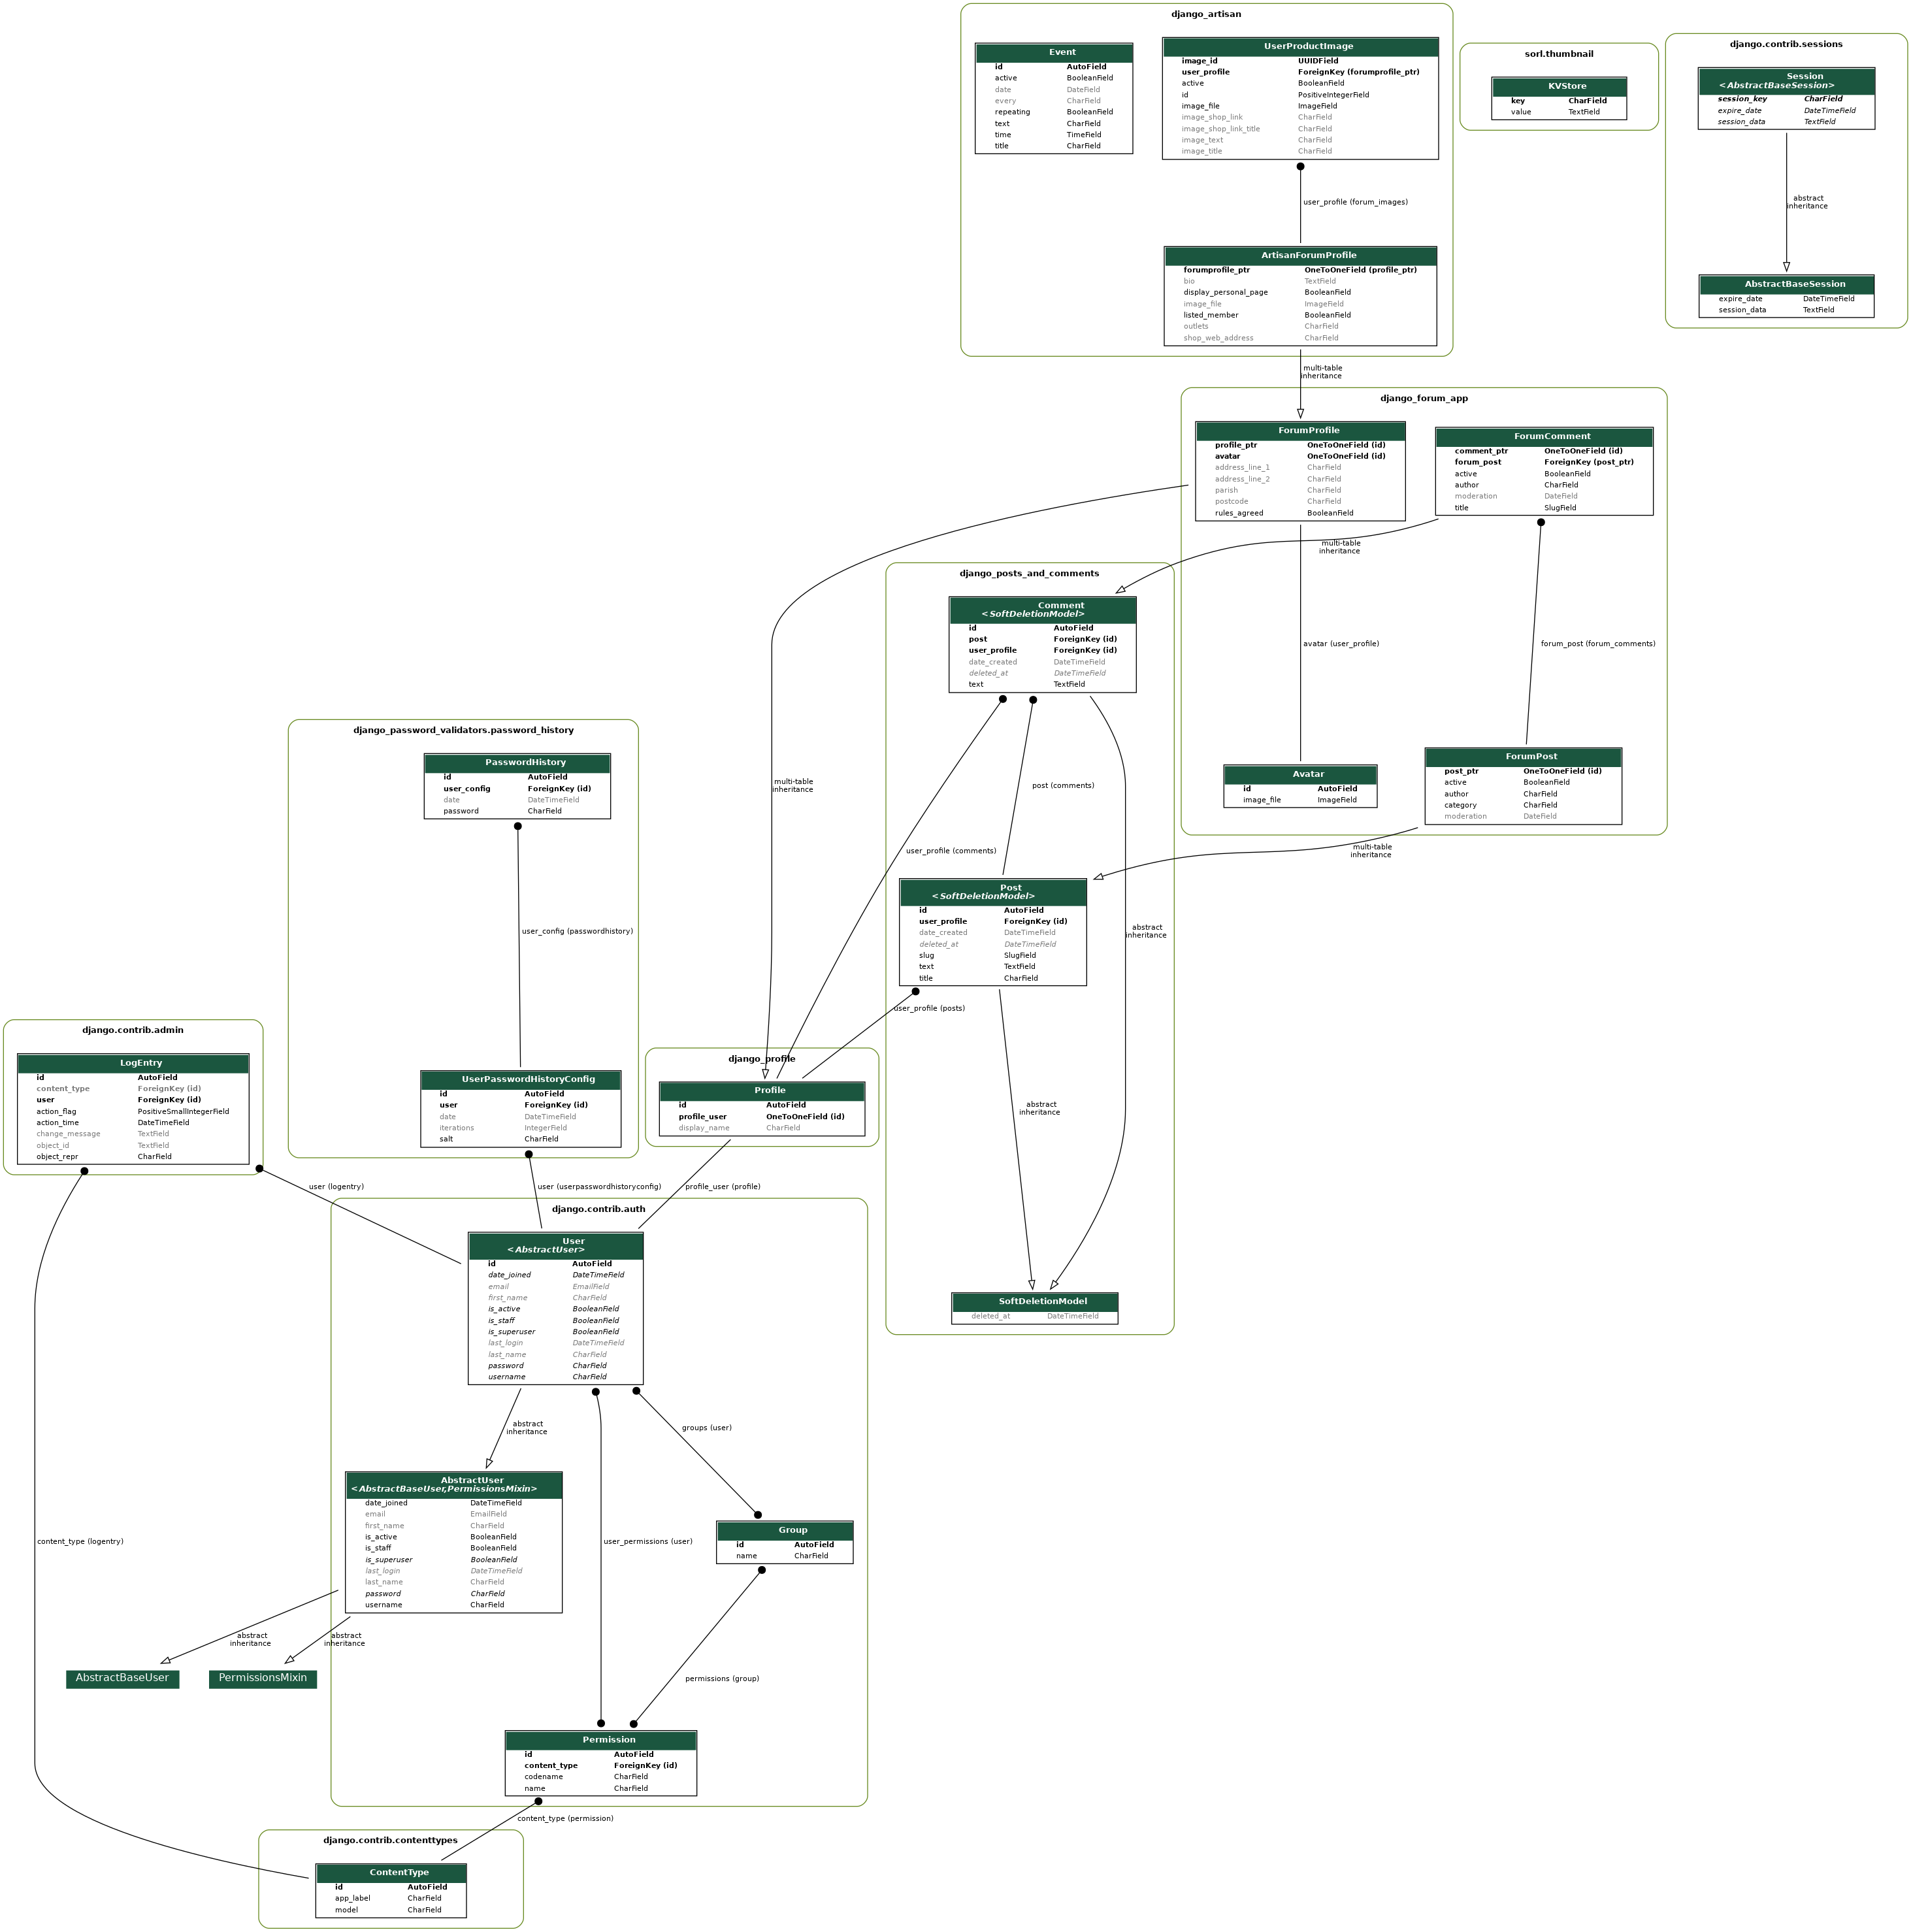 django_artisan
Event
id AutoField
active BooleanField
date DateField
every CharField
repeating BooleanField
text CharField
time TimeField
title CharField
UserProductImage
image_id UUIDField
user_profile ForeignKey (forumprofile_ptr)
active BooleanField
id PositiveIntegerField
image_file ImageField
image_shop_link CharField
image_shop_link_title CharField
image_text CharField
image_title CharField
user_profile (forum_images)
ArtisanForumProfile
forumprofile_ptr OneToOneField (profile_ptr)
bio TextField
display_personal_page BooleanField
image_file ImageField
listed_member BooleanField
outlets CharField
shop_web_address CharField
multi-table
inheritance
sorl.thumbnail
KVStore
key CharField
value TextField
django.contrib.sessions
Session
<AbstractBaseSession>
session_key CharField
expire_date DateTimeField
session_data TextField
abstract
inheritance
AbstractBaseSession
expire_date DateTimeField
session_data TextField
django_forum_app
ForumProfile
profile_ptr OneToOneField (id)
avatar OneToOneField (id)
address_line_1 CharField
address_line_2 CharField
parish CharField
postcode CharField
rules_agreed BooleanField
ForumComment
comment_ptr OneToOneField (id)
forum_post ForeignKey (post_ptr)
active BooleanField
author CharField
moderation DateField
title SlugField
multi-table
inheritance
avatar (user_profile)
forum_post (forum_comments)
Avatar
id AutoField
image_file ImageField
ForumPost
post_ptr OneToOneField (id)
active BooleanField
author CharField
category CharField
moderation DateField
multi-table
inheritance
django_posts_and_comments
Comment
<SoftDeletionModel>
id AutoField
post ForeignKey (id)
user_profile ForeignKey (id)
date_created DateTimeField
deleted_at DateTimeField
text TextField
multi-table
inheritance
post (comments)
user_profile (comments)
Post
<SoftDeletionModel>
id AutoField
user_profile ForeignKey (id)
date_created DateTimeField
deleted_at DateTimeField
slug SlugField
text TextField
title CharField
abstract
inheritance
user_profile (posts)
abstract
inheritance
SoftDeletionModel
deleted_at DateTimeField
django_password_validators.password_history
PasswordHistory
id AutoField
user_config ForeignKey (id)
date DateTimeField
password CharField
user_config (passwordhistory)
UserPasswordHistoryConfig
id AutoField
user ForeignKey (id)
date DateTimeField
iterations IntegerField
salt CharField
django_profile
Profile
id AutoField
profile_user OneToOneField (id)
display_name CharField
django.contrib.admin
LogEntry
id AutoField
content_type ForeignKey (id)
user ForeignKey (id)
action_flag PositiveSmallIntegerField
action_time DateTimeField
change_message TextField
object_id TextField
object_repr CharField
user (logentry)
user (userpasswordhistoryconfig)
profile_user (profile)
django.contrib.auth
User
<AbstractUser>
id AutoField
date_joined DateTimeField
email EmailField
first_name CharField
is_active BooleanField
is_staff BooleanField
is_superuser BooleanField
last_login DateTimeField
last_name CharField
password CharField
username CharField
abstract
inheritance
groups (user)
AbstractUser
<AbstractBaseUser,PermissionsMixin>
date_joined DateTimeField
email EmailField
first_name CharField
is_active BooleanField
is_staff BooleanField
is_superuser BooleanField
last_login DateTimeField
last_name CharField
password CharField
username CharField
Group
id AutoField
name CharField
content_type (logentry)
user_permissions (user)
abstract
inheritance
abstract
inheritance
AbstractBaseUser
PermissionsMixin
permissions (group)
Permission
id AutoField
content_type ForeignKey (id)
codename CharField
name CharField
content_type (permission)
django.contrib.contenttypes
ContentType
id AutoField
app_label CharField
model CharField